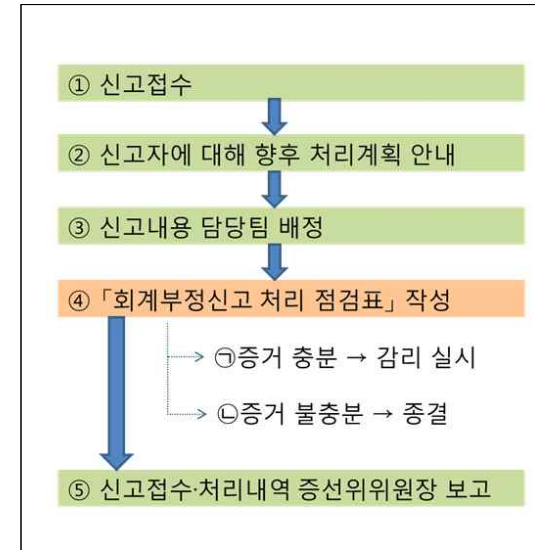 ① 신고접수
② 신고자에 대해 향후 처리계획 안내
③ 신고내용 담당팀 배정
④ 「회계부정신고 처리 점검표」 작성
㉠증거 충분 → 감리 실시
㉡증거 불충분 → 종결
⑤ 신고접수·처리내역 증선위위원장 보고